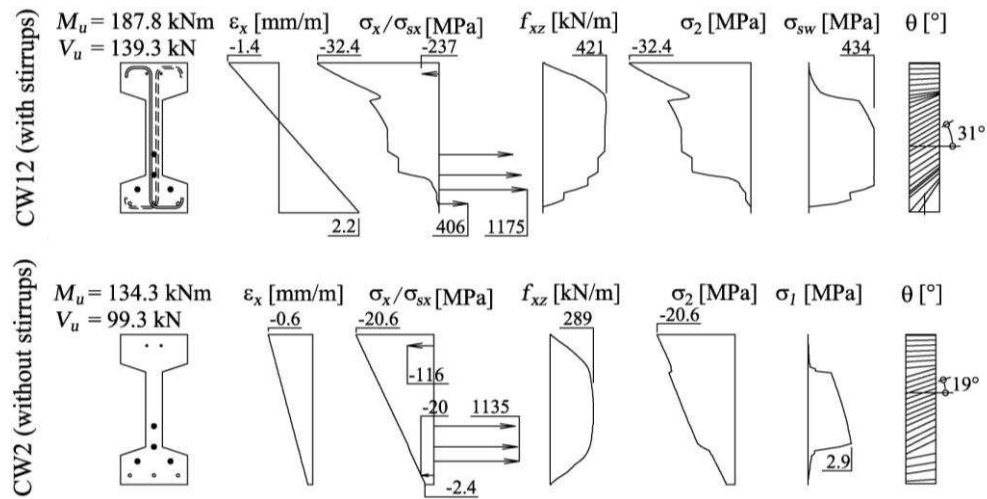 CW12 (with stirrups)
M_u = 187.8 kNm
V_u = 139.3 kN
ε_x [mm/m]
σ_x/σ_sx [MPa]
f_xz [kN/m]
σ_2 [MPa]
σ_sw [MPa]
θ [°]
-1.4
-32.4
-237
421
-32.4
434
31°
2.2
406
1175
CW2 (without stirrups)
M_u = 134.3 kNm
V_u = 99.3 kN
ε_x [mm/m]
σ_x/σ_sx [MPa]
f_xz [kN/m]
σ_2 [MPa]
σ_1 [MPa]
θ [°]
-0.6
-20.6
289
-20.6
-116
19°
-20
1135
2.9
-2.4